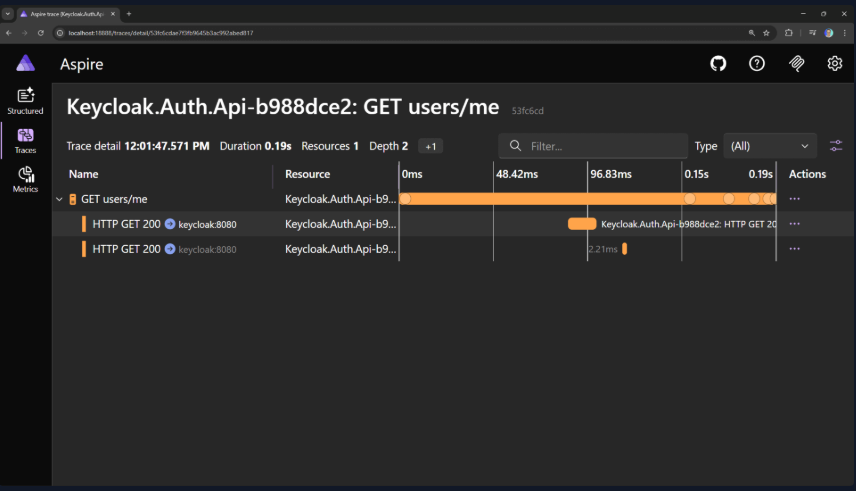 Aspire trace (Keycloak.Auth.Api
localhost:18888/traces/detail/53fc6cdae7f3fb9645b3ac992abed817
Aspire
Structured
Traces
Metrics
Keycloak.Auth.Api-b988dce2: GET users/me 53fc6cd
Trace detail 12:01:47.571 PM Duration 0.19s Resources 1 Depth 2 +1 Filter... Type (All)
Name Resource 0ms 48.42ms 96.83ms 0.15s 0.19s Actions
GET users/me Keycloak.Auth.Api-b9... ...
HTTP GET 200 keycloak:8080 Keycloak.Auth.Api-b9... Keycloak.Auth.Api-b988dce2: HTTP GET 20 ...
HTTP GET 200 keycloak:8080 Keycloak.Auth.Api-b9... 2.21ms ...